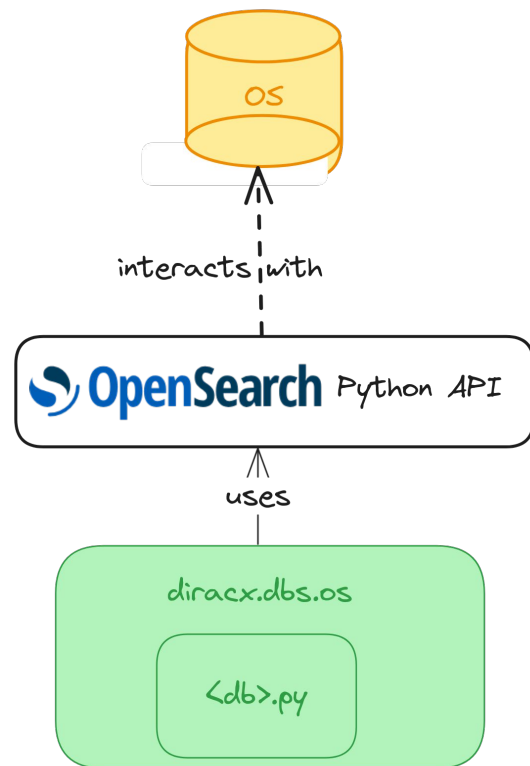 OS
interacts with
OpenSearch Python API
uses
diracx.dbs.os
<db>.py